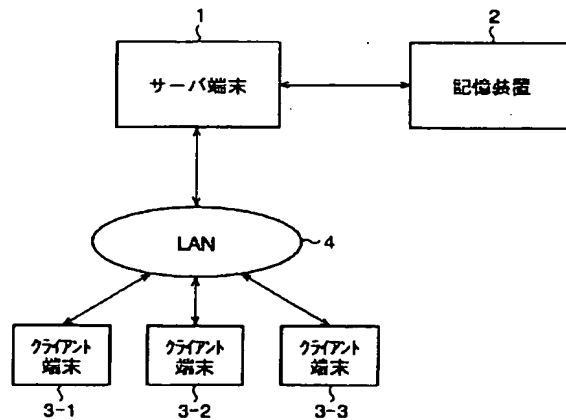 1
2
サーバ端末
記憶装置
LAN
4
クライアント
端末
クライアント
端末
クライアント
端末
3-1
3-2
3-3